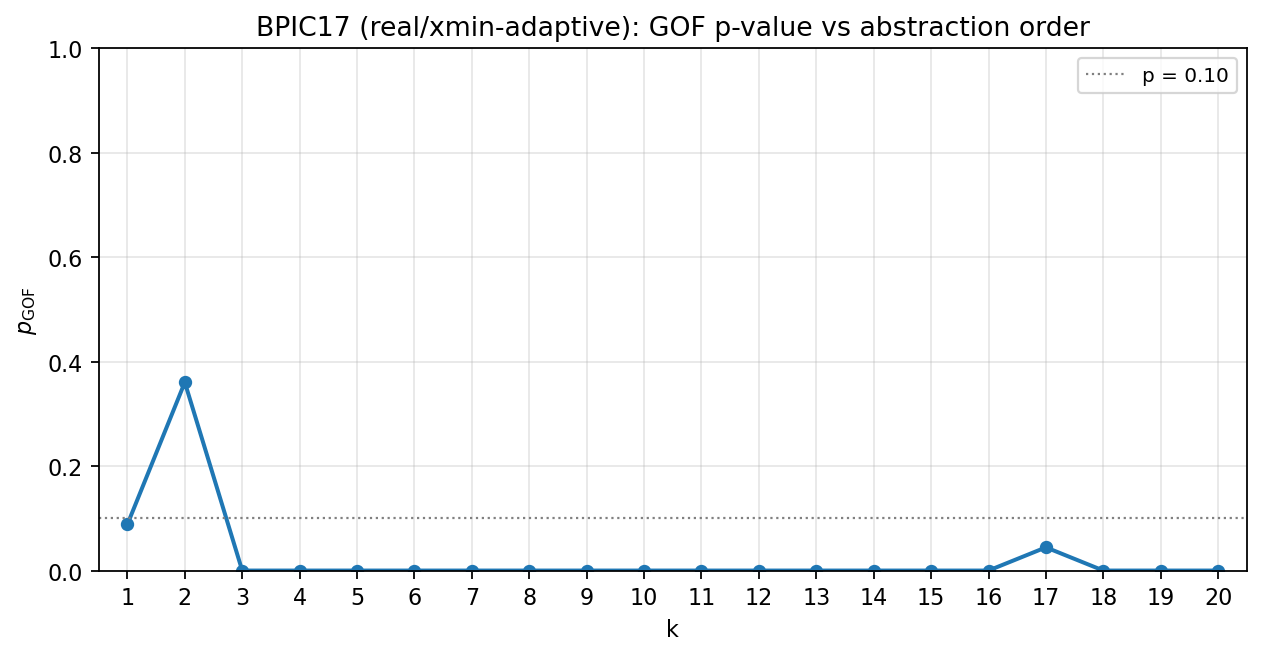 BPIC17 (real/xmin-adaptive): GOF p-value vs abstraction order
p = 0.10
1.0
0.8
0.6
0.4
0.2
0.0
p_GOF
1 2 3 4 5 6 7 8 9 10 11 12 13 14 15 16 17 18 19 20
k